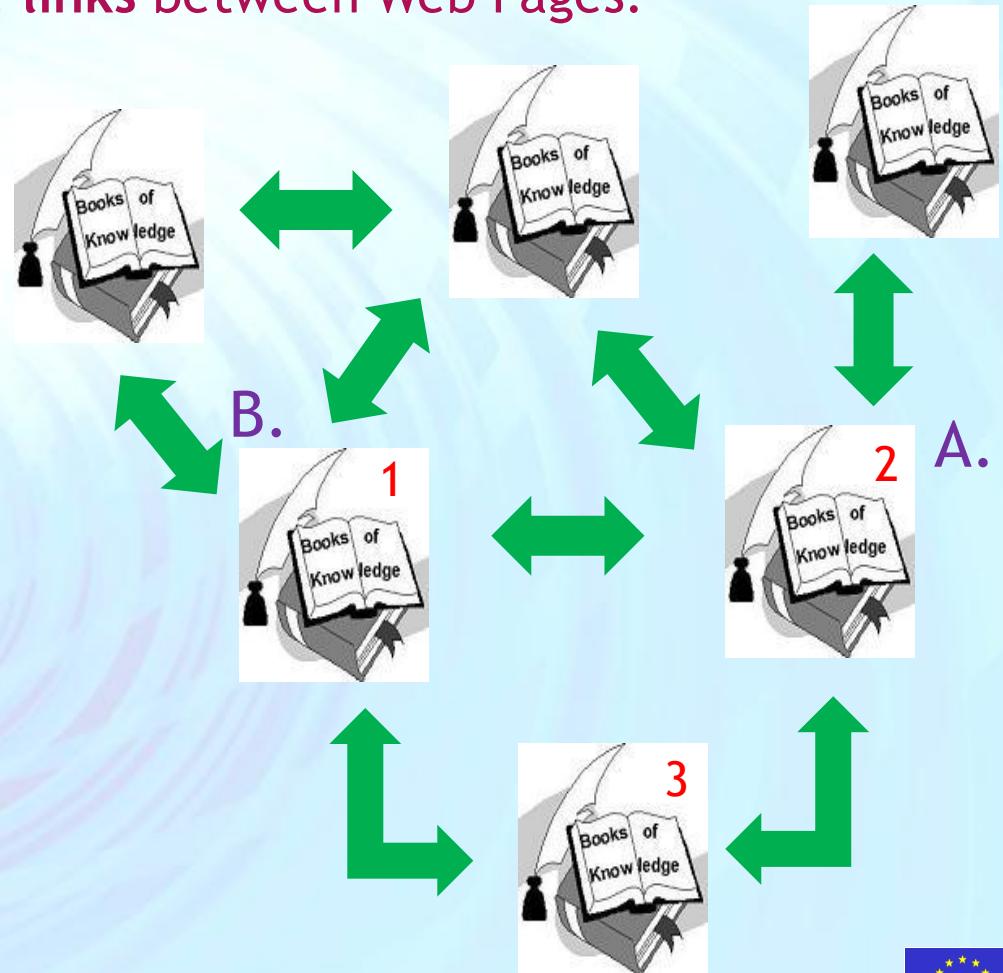 links between Web Pages.
Books of
Knowledge
Books of
Knowledge
Books of
Knowledge
B.
A.
1
Books of
Knowledge
2
Books of
Knowledge
3
Books of
Knowledge